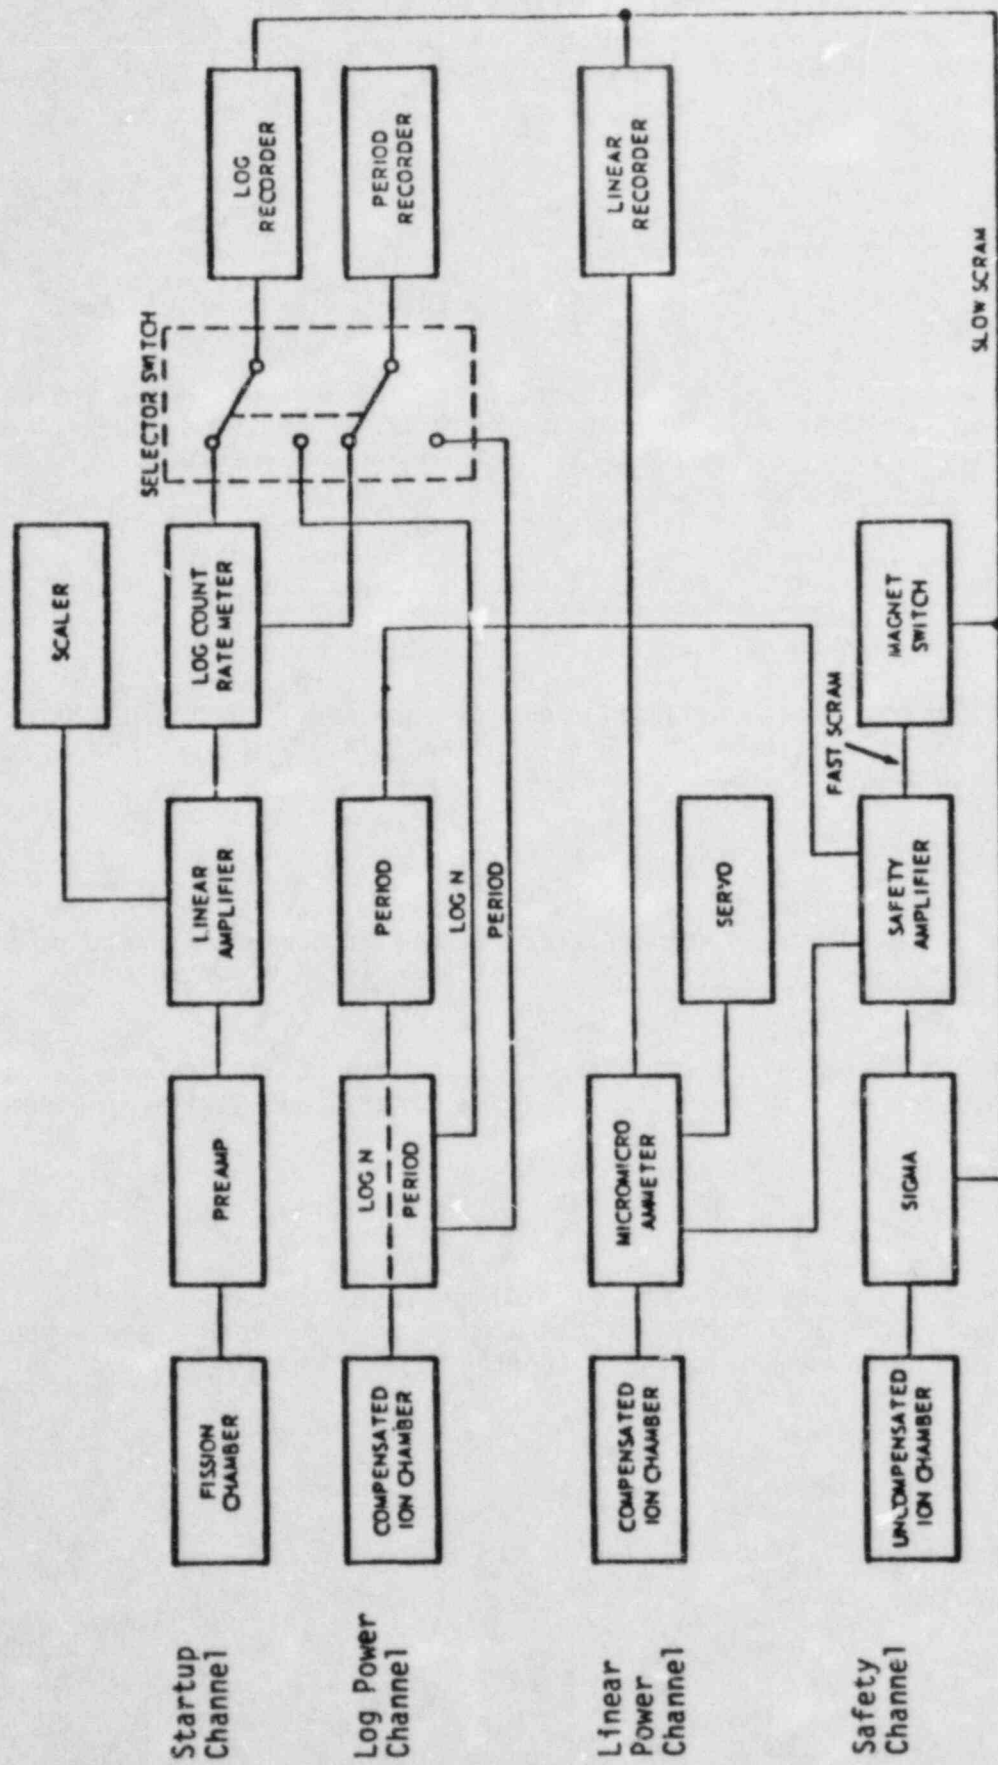 Startup
Channel
FISSION
CHAMBER
PREAMP
LINEAR
AMPLIFIER
SCALER
LOG COUNT
RATE METER
SELECTOR SWITCH
LOG
RECORDER
Log Power
Channel
COMPENSATED
ION CHAMBER
LOG N
PERIOD
PERIOD
LOG N
PERIOD
PERIOD
RECORDER
Linear
Power
Channel
COMPENSATED
ION CHAMBER
MICROMICRO
AMMETER
SERVO
LINEAR
RECORDER
Safety
Channel
UNCOMPENSATED
ION CHAMBER
SIGMA
SAFETY
AMPLIFIER
FAST SCRAM
MAGNET
SWITCH
SLOW SCRAM